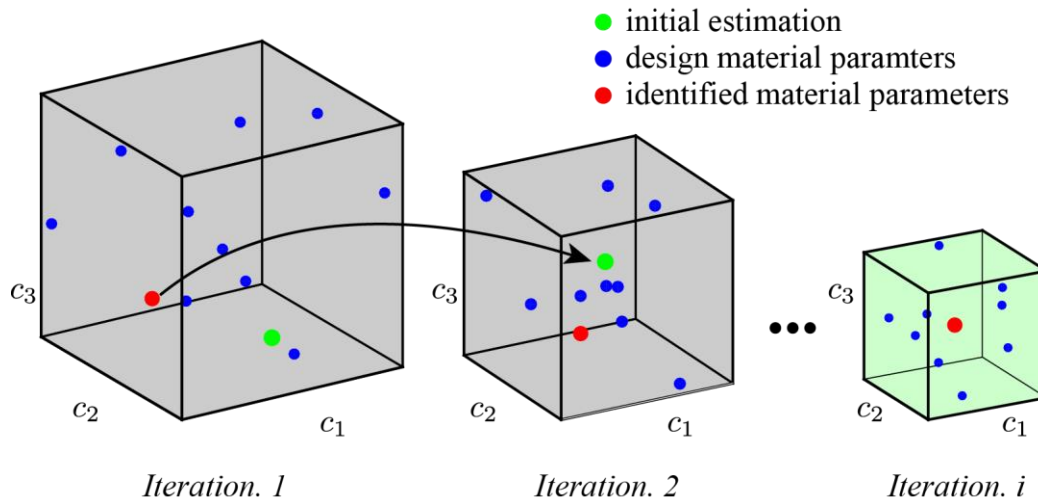 initial estimation
design material paramters
identified material parameters
c3
c2
c1
c3
c2
c1
c3
c2
c1
Iteration. 1
Iteration. 2
Iteration. i